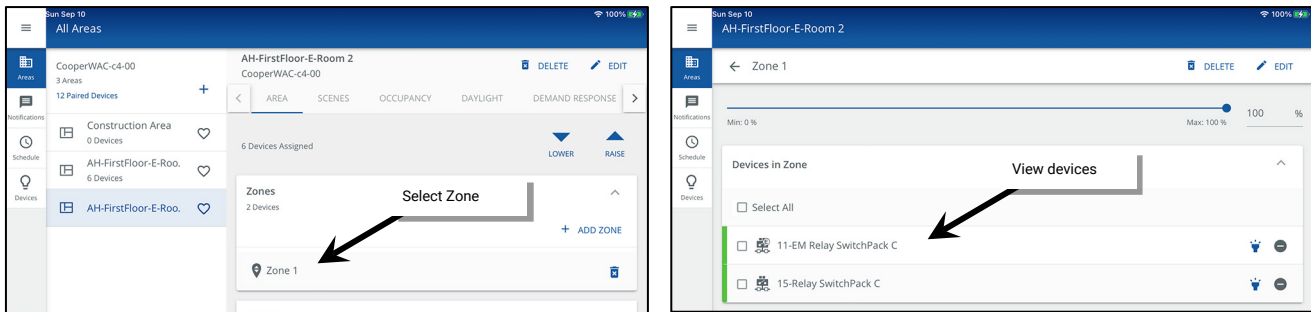 Sun Sep 10
100%
All Areas
Areas
Notifications
Schedule
Devices
CooperWAC-c4-00
3 Areas
12 Paired Devices
+
Construction Area
0 Devices
AH-FirstFloor-E-Roo.
6 Devices
AH-FirstFloor-E-Roo.
AH-FirstFloor-E-Room 2
CooperWAC-c4-00
DELETE
EDIT
< AREA SCENES OCCUPANCY DAYLIGHT DEMAND RESPONSE >
6 Devices Assigned
LOWER RAISE
Zones
2 Devices
Select Zone
+ ADD ZONE
Zone 1
Sun Sep 10
100%
AH-FirstFloor-E-Room 2
Areas
Notifications
Schedule
Devices
← Zone 1
DELETE
EDIT
Min: 0 %
Max: 100 %
100 %
Devices in Zone
View devices
Select All
11-EM Relay SwitchPack C
15-Relay SwitchPack C